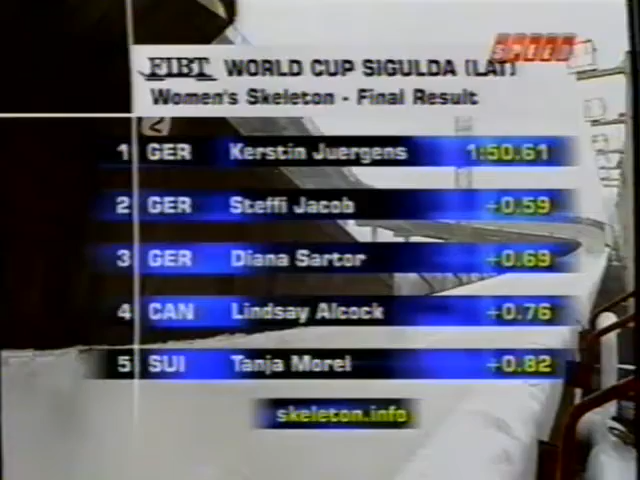 SPEED
FIBT WORLD CUP SIGULDA (LAT)
Women's Skeleton - Final Result
2
1 GER Kerstin Juergens 1:50.61
2 GER Steffi Jacob +0.59
3 GER Diana Sartor +0.69
4 CAN Lindsay Alcock +0.76
5 SUI Tanja Morel +0.82
skeleton.info